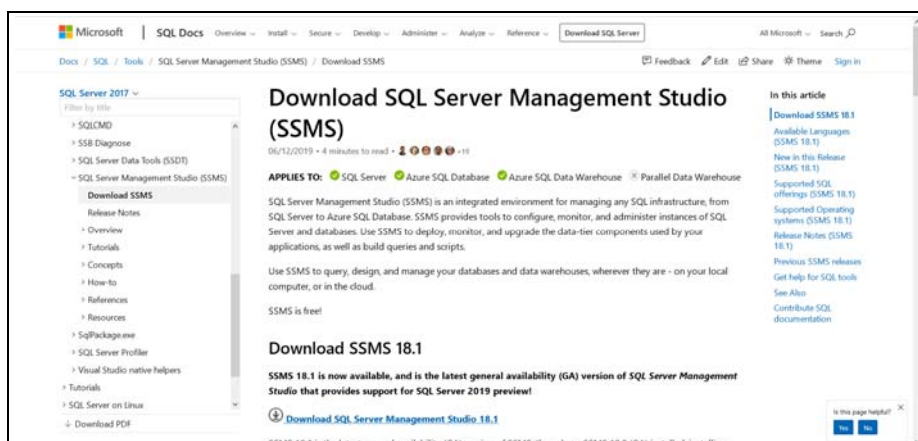 Microsoft | SQL Docs Overview Install Secure Develop Administer Analyze Reference Download SQL Server All Microsoft Search
Docs / SQL / Tools / SQL Server Management Studio (SSMS) / Download SSMS Feedback Edit Share Theme Sign in
SQL Server 2017
Filter by title
SQLCMD
SSB Diagnose
SQL Server Data Tools (SSDT)
SQL Server Management Studio (SSMS)
Download SSMS
Release Notes
Overview
Tutorials
Concepts
How-to
References
Resources
SqlPackage.exe
SQL Server Profiler
Visual Studio native helpers
Tutorials
SQL Server on Linux
Download PDF
Download SQL Server Management Studio
(SSMS)
06/12/2019 • 4 minutes to read • +19
APPLIES TO: SQL Server Azure SQL Database Azure SQL Data Warehouse Parallel Data Warehouse
SQL Server Management Studio (SSMS) is an integrated environment for managing any SQL infrastructure, from
SQL Server to Azure SQL Database. SSMS provides tools to configure, monitor, and administer instances of SQL
Server and databases. Use SSMS to deploy, monitor, and upgrade the data-tier components used by your
applications, as well as build queries and scripts.
Use SSMS to query, design, and manage your databases and data warehouses, wherever they are - on your local
computer, or in the cloud.
SSMS is free!
Download SSMS 18.1
SSMS 18.1 is now available, and is the latest general availability (GA) version of SQL Server Management
Studio that provides support for SQL Server 2019 preview!
Download SQL Server Management Studio 18.1
In this article
Download SSMS 18.1
Available Languages
(SSMS 18.1)
New in this Release
(SSMS 18.1)
Supported SQL
offerings (SSMS 18.1)
Supported Operating
systems (SSMS 18.1)
Release Notes (SSMS
18.1)
Previous SSMS releases
Get help for SQL tools
See Also
Contribute SQL
documentation
Is this page helpful?
Yes No